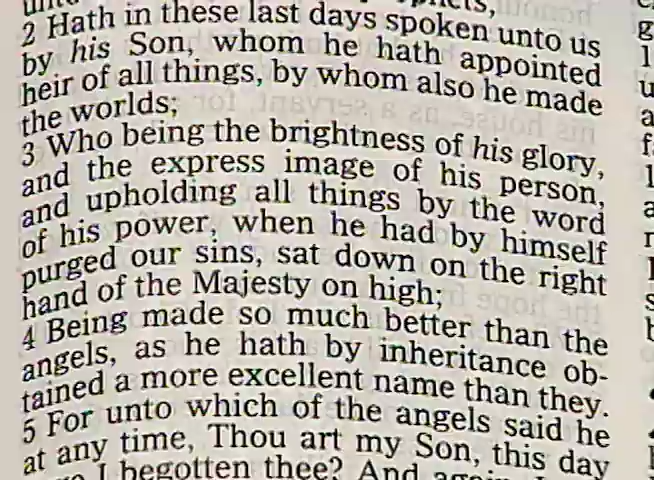 2 Hath in these last days spoken unto us
by his Son, whom he hath appointed
heir of all things, by whom also he made
the worlds;
3 Who being the brightness of his glory,
and the express image of his person,
and upholding all things by the word
of his power, when he had by himself
purged our sins, sat down on the right
hand of the Majesty on high;
4 Being made so much better than the
angels, as he hath by inheritance ob-
tained a more excellent name than they.
5 For unto which of the angels said he
at any time, Thou art my Son, this day
I begotten thee? And